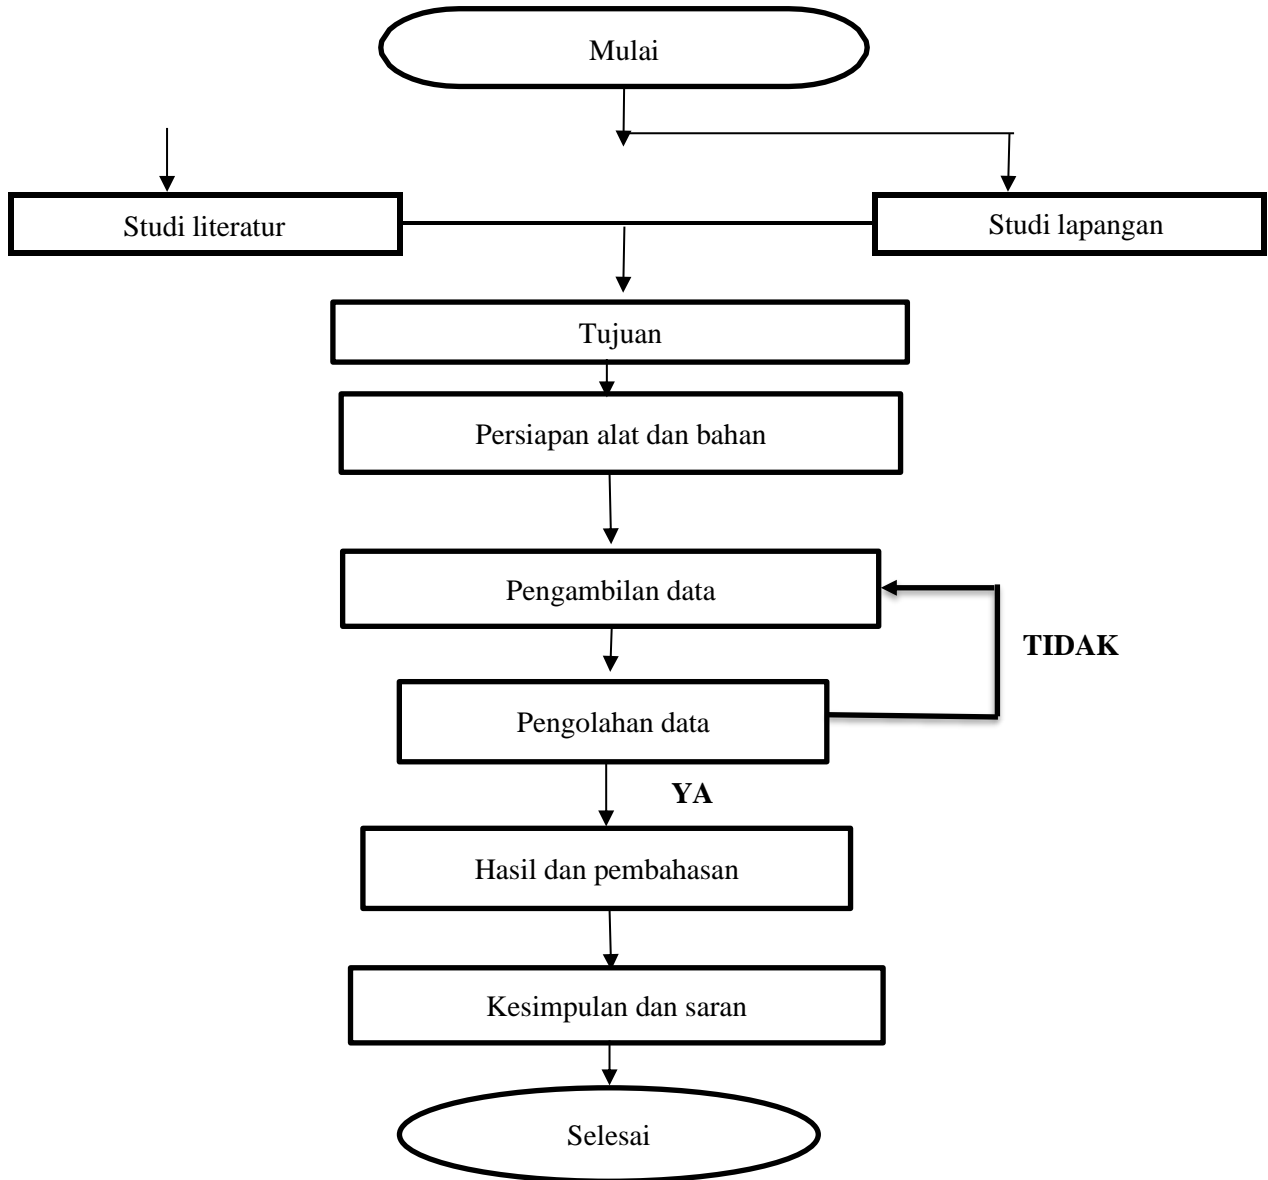 Mulai
Studi literatur
Studi lapangan
Tujuan
Persiapan alat dan bahan
Pengambilan data
TIDAK
Pengolahan data
YA
Hasil dan pembahasan
Kesimpulan dan saran
Selesai